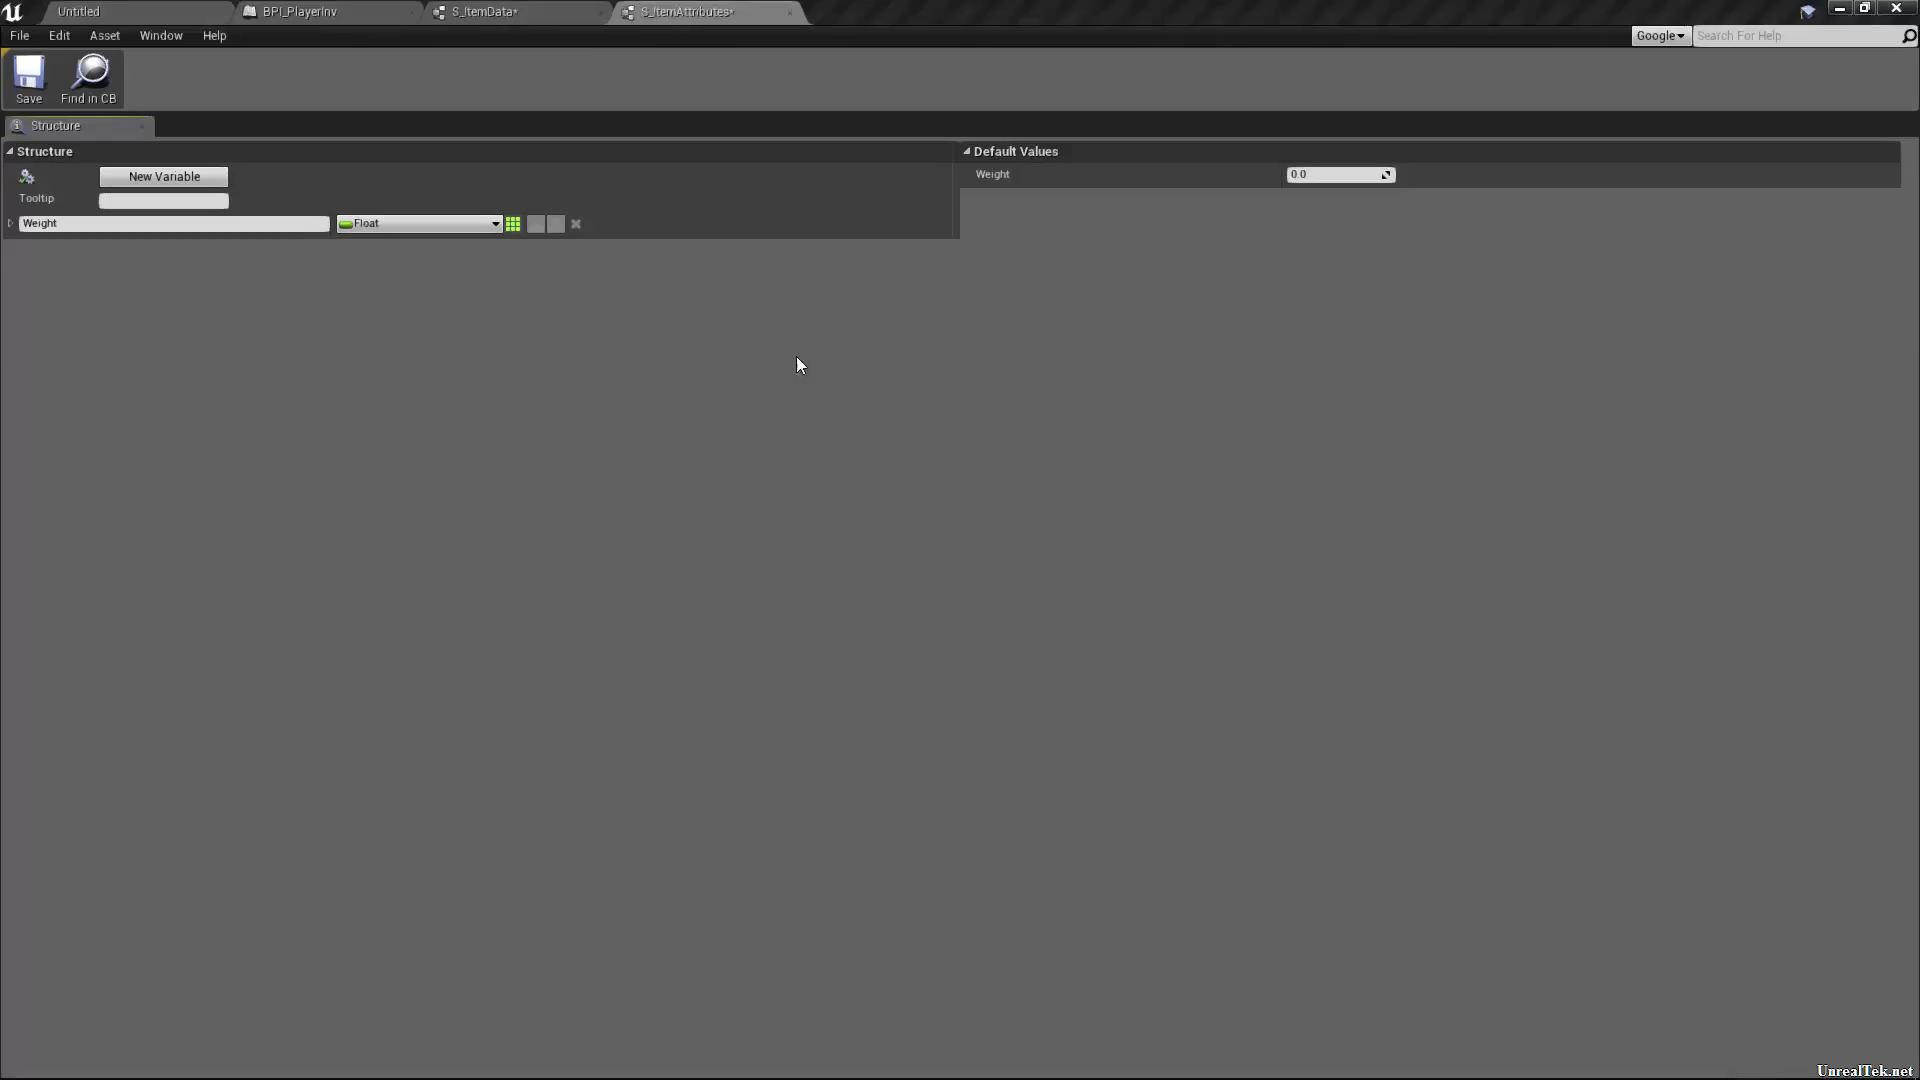 Untitled
BPI_PlayerInv
S_ItemData*
S_ItemAttributes*
File Edit Asset Window Help
Google
Search For Help
Save
Find in CB
Structure
Structure
Default Values
New Variable
Weight
0.0
Tooltip
Weight
Float
UnrealTek.net